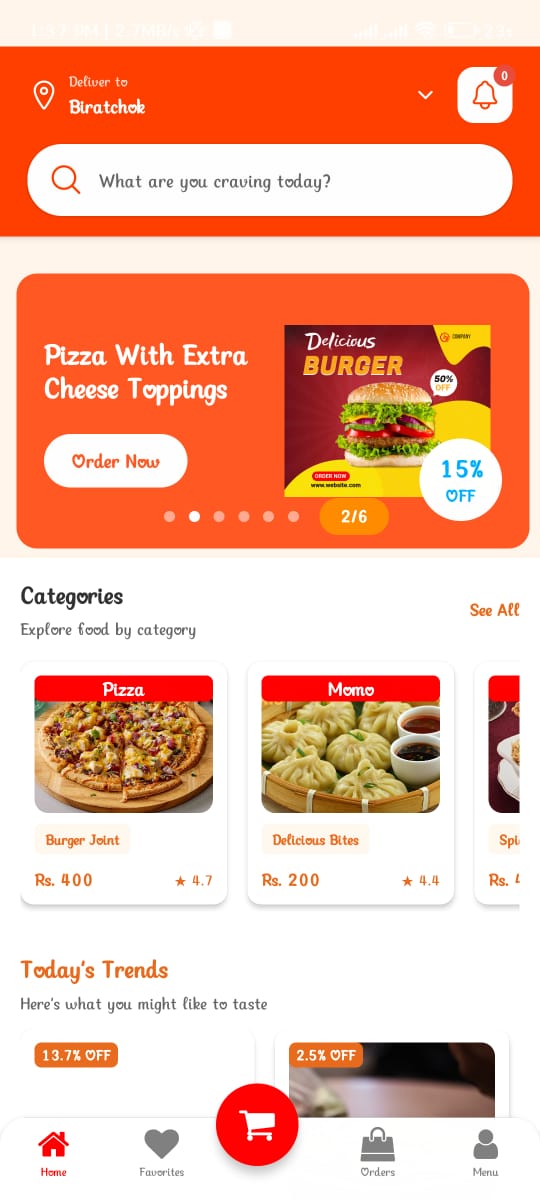 1:37 PM | 2.7MB/s
23
Deliver to
Biratchok
0
What are you craving today?
Pizza With Extra
Cheese Toppings
Order Now
Delicious
BURGER
COMPANY
50%
OFF
ORDER NOW
www.website.com
15%
OFF
2/6
Categories
Explore food by category
See All
Pizza
Momo
Burger Joint
Delicious Bites
Spi
Rs. 400
★ 4.7
Rs. 200
★ 4.4
Rs.
Today's Trends
Here's what you might like to taste
13.7% OFF
2.5% OFF
Home
Favorites
Orders
Menu